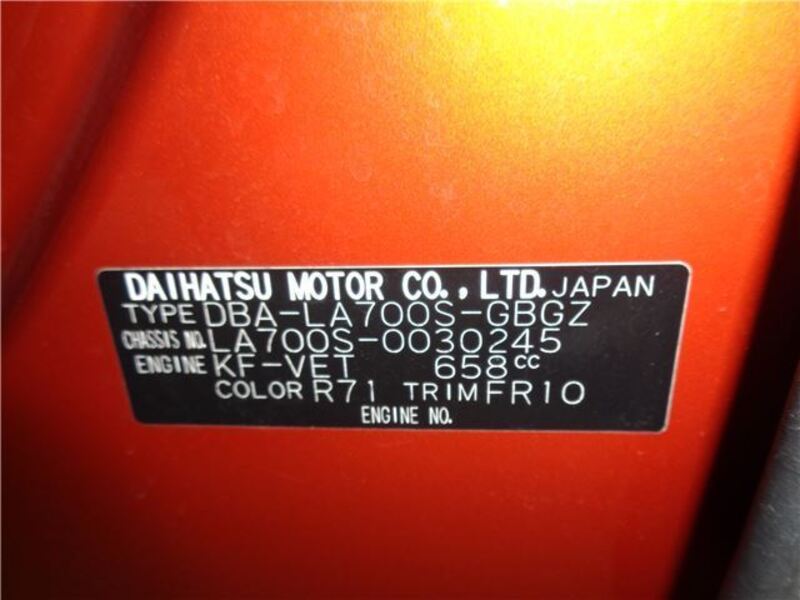 DAIHATSU MOTOR CO., LTD. JAPAN
TYPE DBA-LA700S-GBGZ
CHASSIS NO. LA700S-0030245
ENGINE KF-VET 658cc
COLOR R71 TRIM FR10
ENGINE NO.